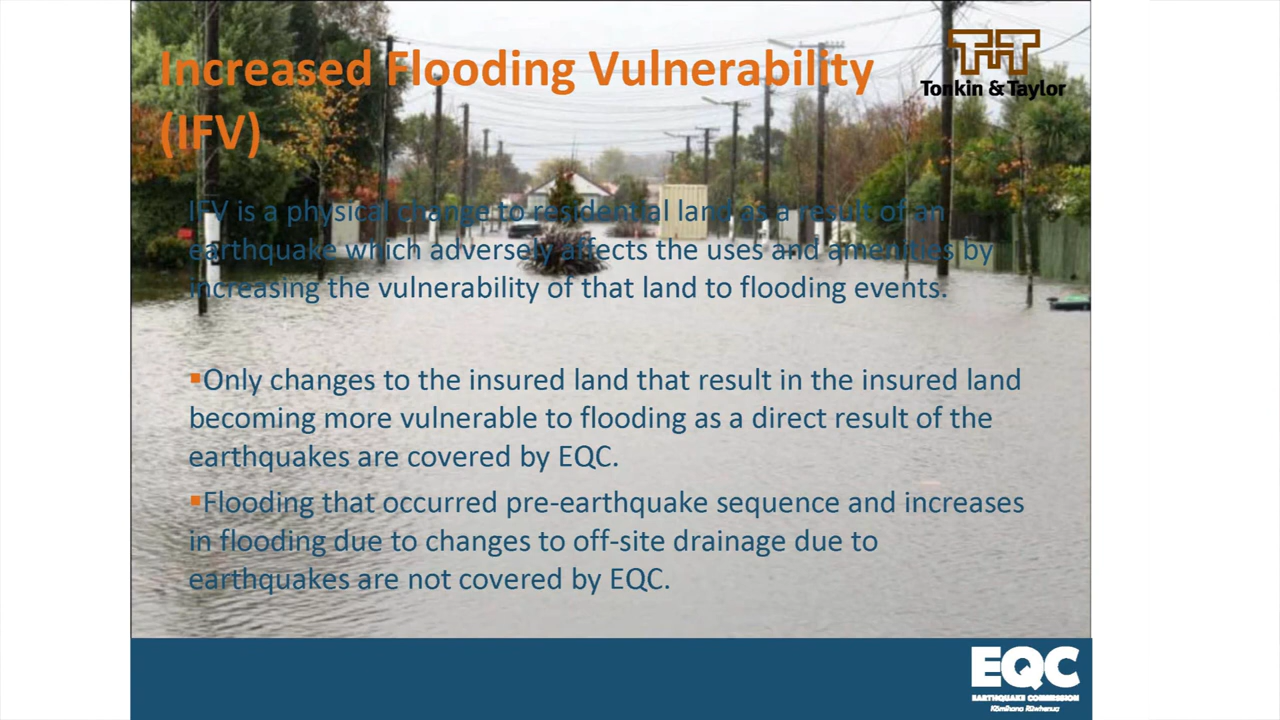 Increased Flooding Vulnerability
(IFV)
Tonkin & Taylor
IFV is a physical change to residential land as a result of an
earthquake which adversely affects the uses and amenities by
increasing the vulnerability of that land to flooding events.
▪Only changes to the insured land that result in the insured land
becoming more vulnerable to flooding as a direct result of the
earthquakes are covered by EQC.
▪Flooding that occurred pre-earthquake sequence and increases
in flooding due to changes to off-site drainage due to
earthquakes are not covered by EQC.
EQC
EARTHQUAKE COMMISSION
Kōmihana Rūwhenua